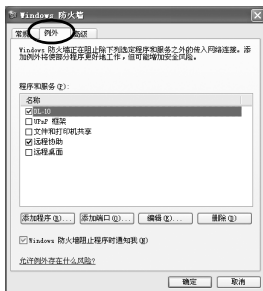 Windows 防火墙
常规 例外 高级
Windows 防火墙正在阻止除下列选定程序和服务之外的传入网络连接。添
加例外将使部分程序更好地工作，但可能增加安全风险。
程序和服务(P):
名称
DL-10
UPnP 框架
文件和打印机共享
远程协助
远程桌面
添加程序(R)... 添加端口(O)... 编辑(E)... 删除(D)
Windows 防火墙阻止程序时通知我(N)
允许例外存在什么风险?
确定 取消